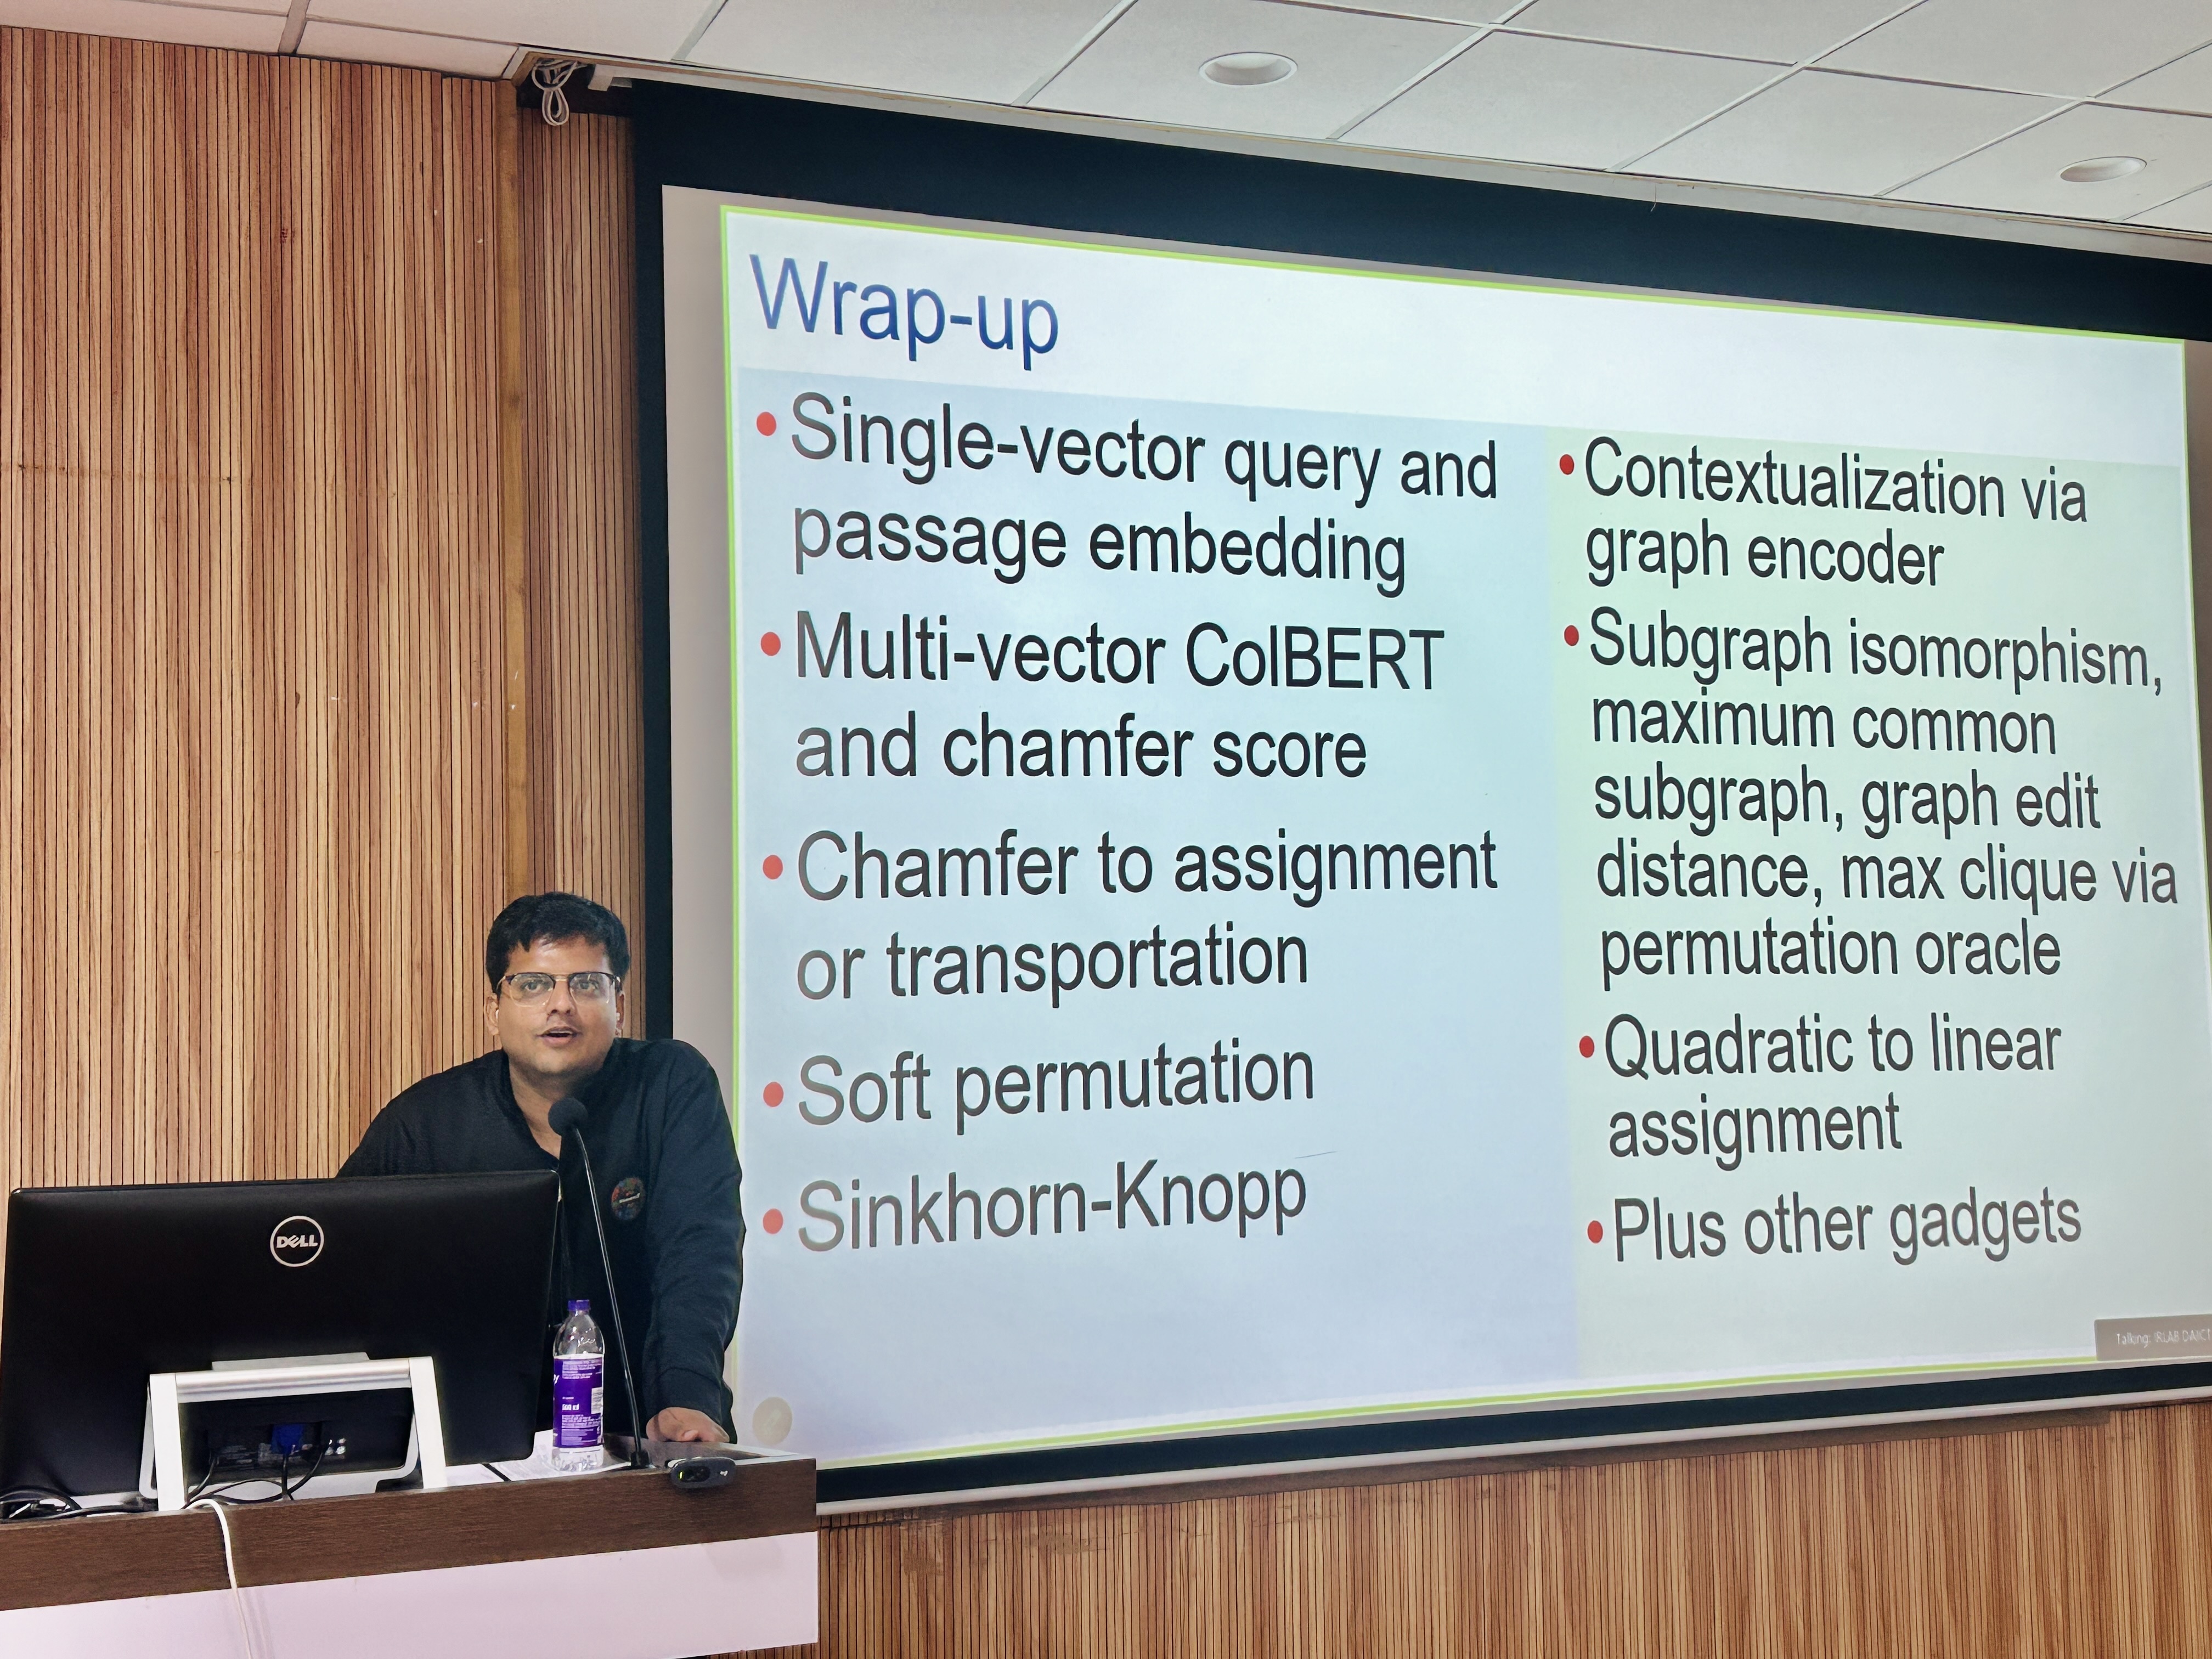 Wrap-up
• Single-vector query and
passage embedding
• Multi-vector ColBERT
and chamfer score
• Chamfer to assignment
or transportation
• Soft permutation
• Sinkhorn-Knopp
• Contextualization via
graph encoder
• Subgraph isomorphism,
maximum common
subgraph, graph edit
distance, max clique via
permutation oracle
• Quadratic to linear
assignment
• Plus other gadgets
Talking: IRLAB DAIICT
DELL